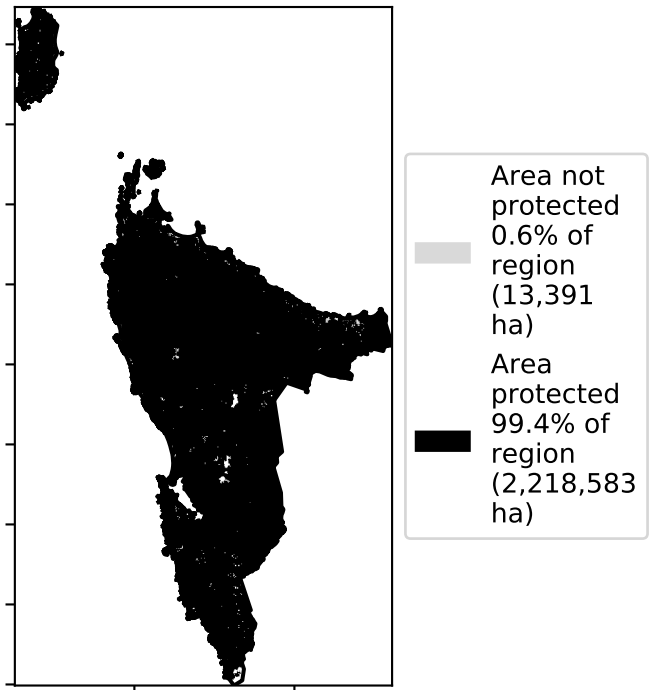 Area not
protected
0.6% of
region
(13,391
ha)
Area
protected
99.4% of
region
(2,218,583
ha)